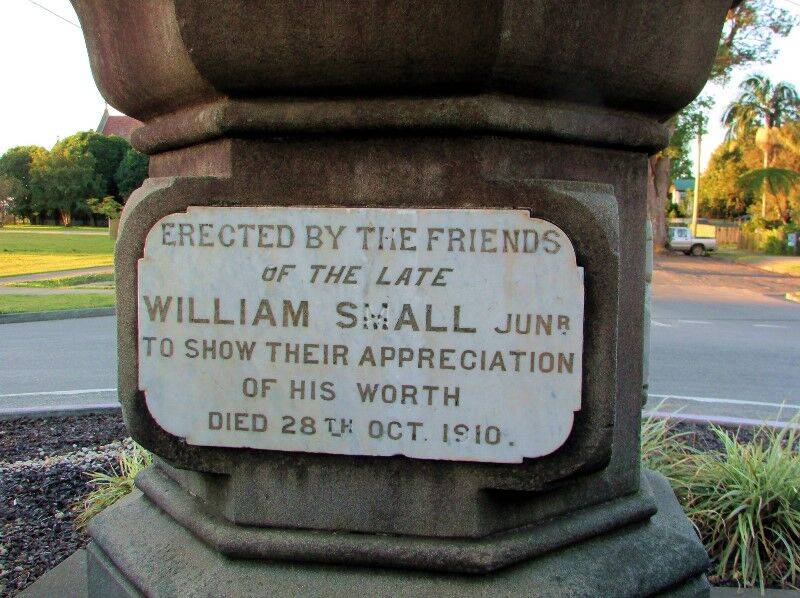 ERECTED BY THE FRIENDS
OF THE LATE
WILLIAM SMALL JUNR
TO SHOW THEIR APPRECIATION
OF HIS WORTH
DIED 28TH OCT. 1910.